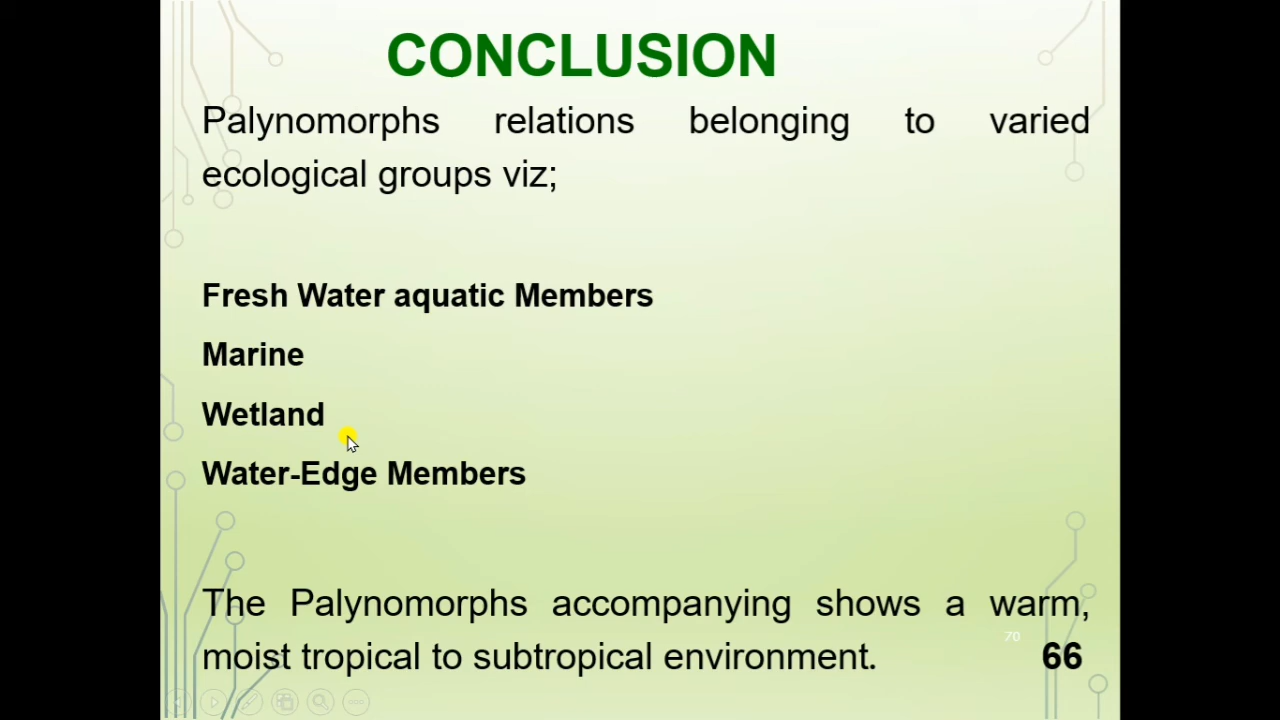 CONCLUSION
Palynomorphs relations belonging to varied
ecological groups viz;
Fresh Water aquatic Members
Marine
Wetland
Water-Edge Members
The Palynomorphs accompanying shows a warm,
moist tropical to subtropical environment.
70
66